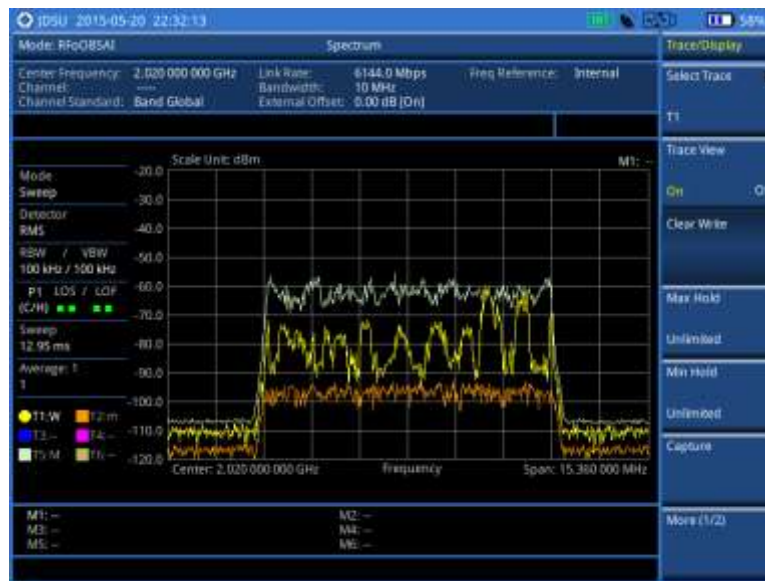 JDSU 2015-05-20 22:32:13
58%
Mode: RFoOBSAI Spectrum Trace/Display
Center Frequency: 2.020 000 000 GHz Link Rate: 6144.0 Mbps Freq Reference: Internal
Channel: ---- Bandwidth: 10 MHz
Channel Standard: Band Global External Offset: 0.00 dB [On]
Select Trace
T1
Trace View
On
Clear Write
Max Hold
Unlimited
Min Hold
Unlimited
Capture
More (1/2)
Scale Unit: dBm M1: --
Mode
Sweep
Detector
RMS
RBW / VBW
100 kHz / 100 kHz
P1 LOS / LOF
(C/H)
Sweep
12.95 ms
Average: 1
1
T1:W T2:m
T3:-- T4:--
T5:M T6:--
-20.0
-30.0
-40.0
-50.0
-60.0
-70.0
-80.0
-90.0
-100.0
-110.0
-120.0
Center: 2.020 000 000 GHz Frequency Span: 15.360 000 MHz
M1: -- M2: --
M3: -- M4: --
M5: -- M6: --